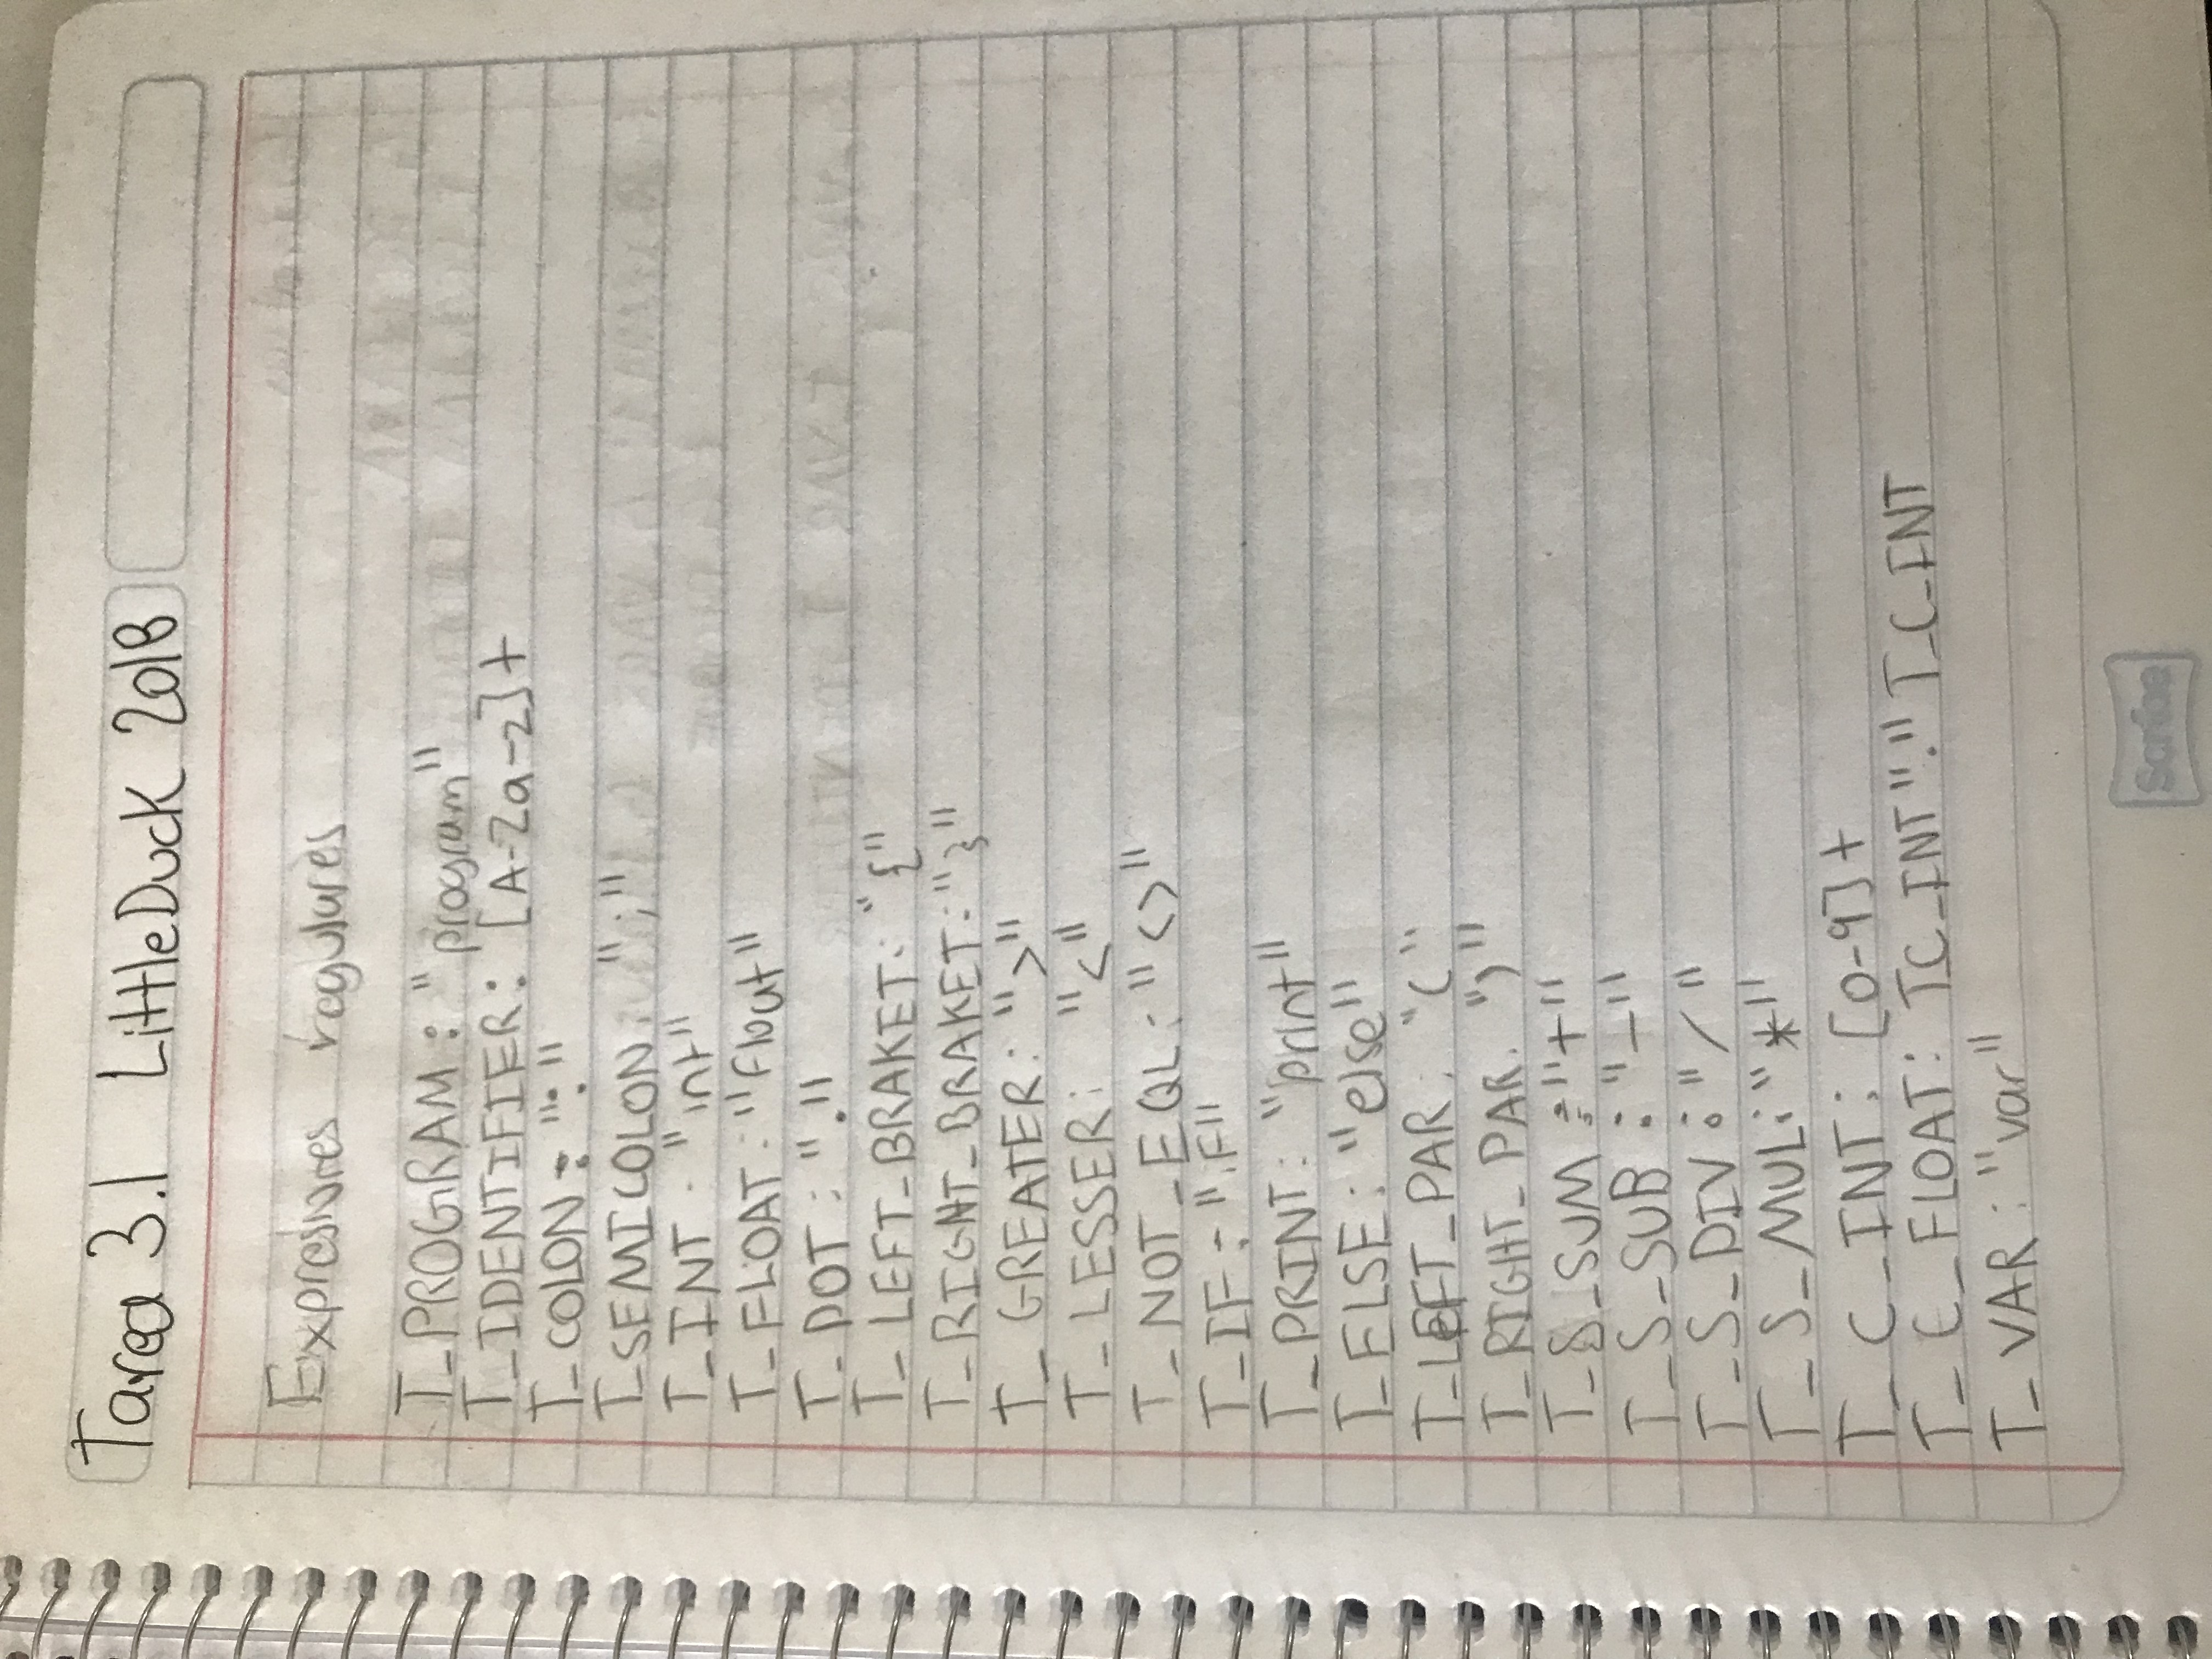 Tarea 3.1 LittleDuck 2018
Expresiones regulares
T_PROGRAM : "program"
T_IDENTIFIER: [A-Za-z]+
T_COLON : ":"
T_SEMICOLON: ";"
T_INT : "int"
T_FLOAT : "float"
T_DOT : "."
T_LEFT_BRAKET: "{"
T_RIGHT_BRAKET: "}"
T_GREATER: ">"
T_LESSER: "<"
T_NOT_EQL: "<>"
T_IF : "if"
T_PRINT: "print"
T_ELSE: "else"
T_LEFT_PAR: "("
T_RIGHT_PAR. ")"
T_S_SUM : "+"
T_S_SUB : "-"
T_S_DIV : "/"
T_S_MUL: "*"
T_C_INT: [0-9]+
T_C_FLOAT: T_C_INT "." T_C_INT
T_VAR : "var"
Scribe